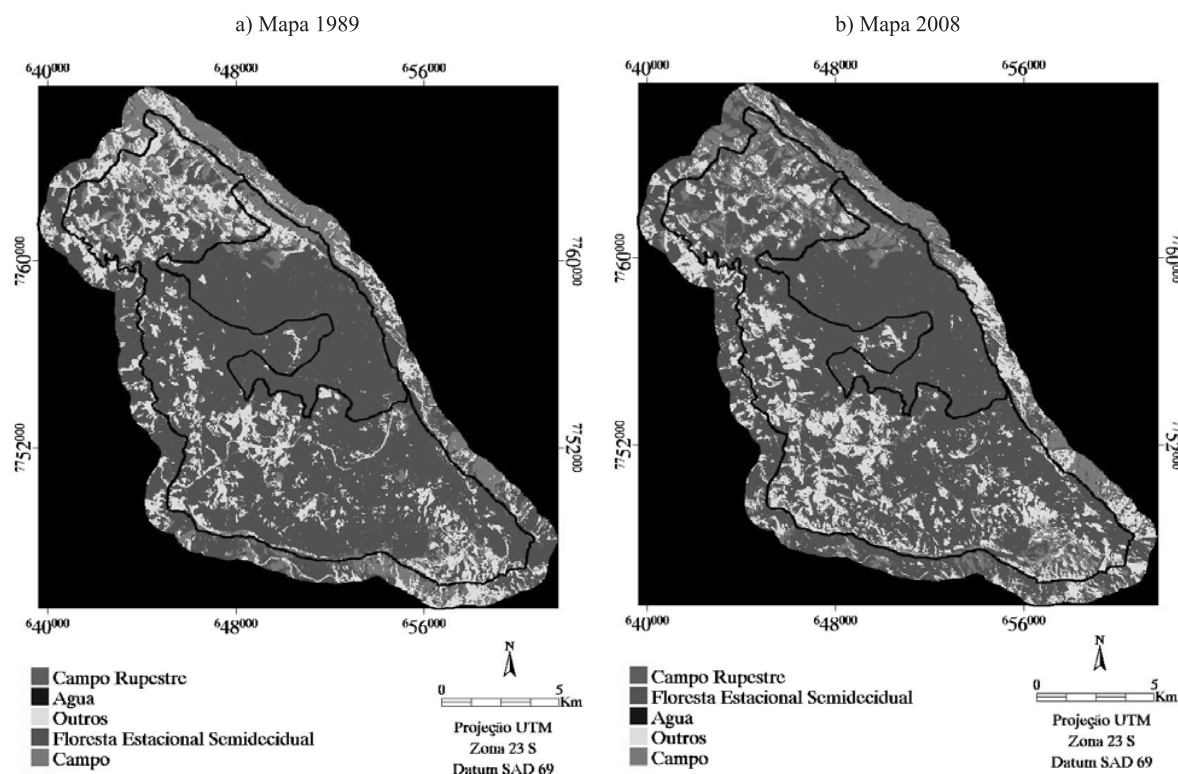 a) Mapa 1989
b) Mapa 2008
640000 648000 656000
640000 648000 656000
7760000 7760000
7760000 7760000
7752000 7752000
7752000 7752000
640000 648000 656000
640000 648000 656000
Campo Rupestre
Agua
Outros
Floresta Estacional Semidecidual
Campo
N
0 5
Km
Projeção UTM
Zona 23 S
Datum SAD 69
Campo Rupestre
Floresta Estacional Semidecidual
Agua
Outros
Campo
N
0 5
Km
Projeção UTM
Zona 23 S
Datum SAD 69